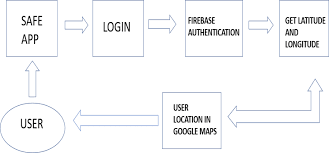 SAFE
APP
LOGIN
FIREBASE
AUTHENTICATION
GET LATITUDE
AND
LONGITUDE
USER
LOCATION IN
GOOGLE MAPS
USER